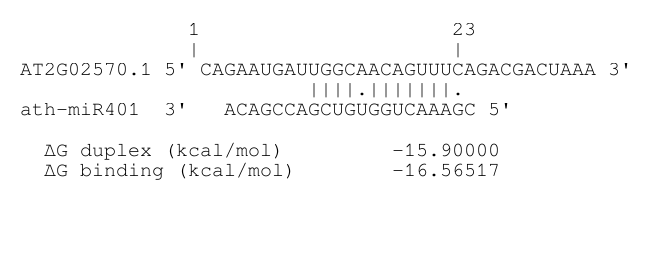 1 23
| |
AT2G02570.1 5' CAGAAUGAUUGGCAACAGUUUCAGACGACUAAA 3'
||||.|||||||.
ath-miR401 3' ACAGCCAGCUGUGGUCAAAGC 5'
ΔG duplex (kcal/mol) -15.90000
ΔG binding (kcal/mol) -16.56517